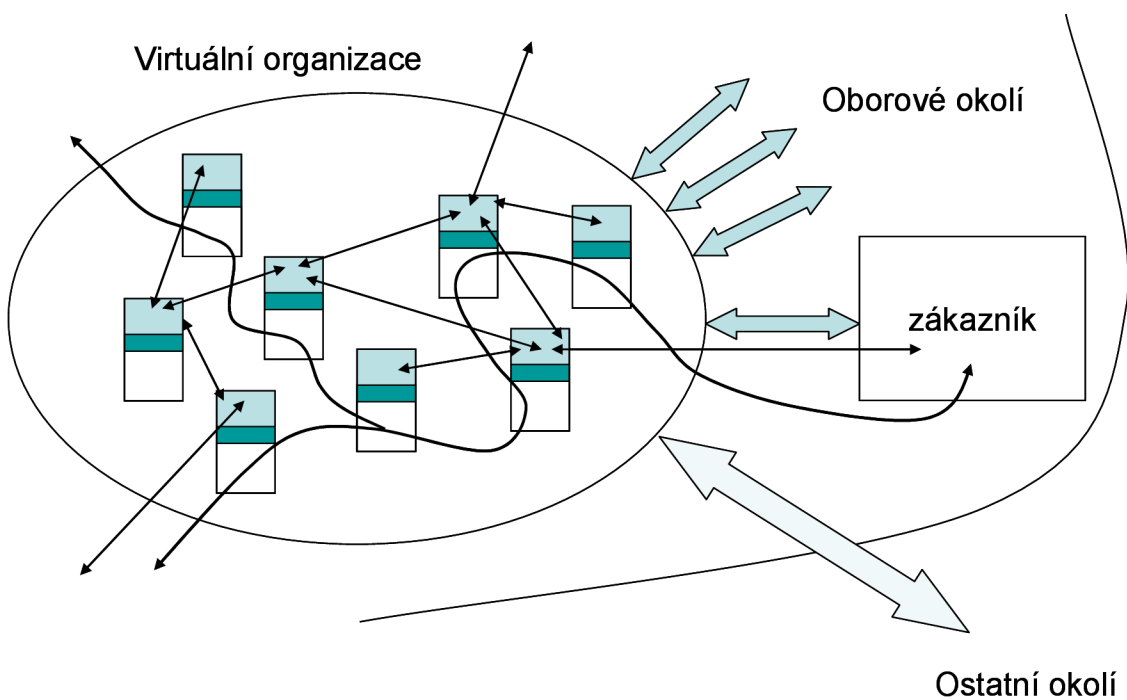 Virtuální organizace
Oborové okolí
zákazník
Ostatní okolí